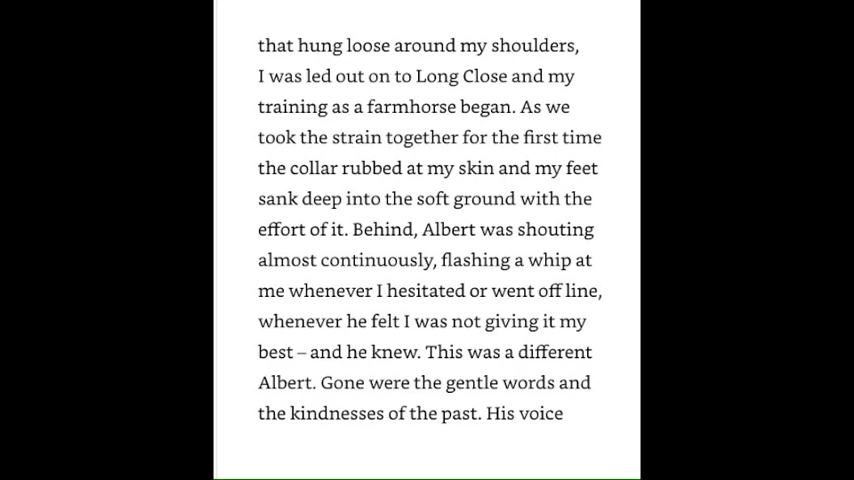 that hung loose around my shoulders,
I was led out on to Long Close and my
training as a farmhorse began. As we
took the strain together for the first time
the collar rubbed at my skin and my feet
sank deep into the soft ground with the
effort of it. Behind, Albert was shouting
almost continuously, flashing a whip at
me whenever I hesitated or went off line,
whenever he felt I was not giving it my
best – and he knew. This was a different
Albert. Gone were the gentle words and
the kindnesses of the past. His voice